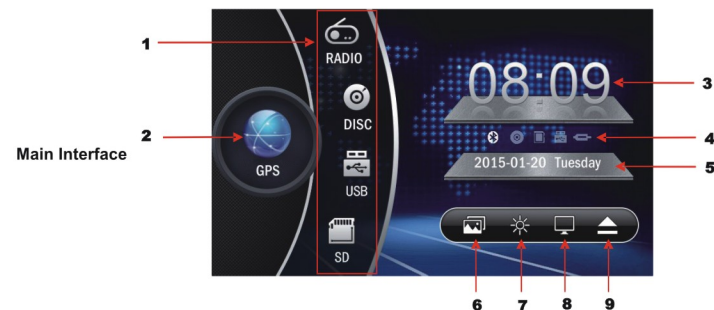 1
RADIO
08:09
3
DISC
2
4
Main Interface
GPS
2015-01-20 Tuesday
5
USB
SD
6 7 8 9